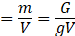 = m/V = G/gV